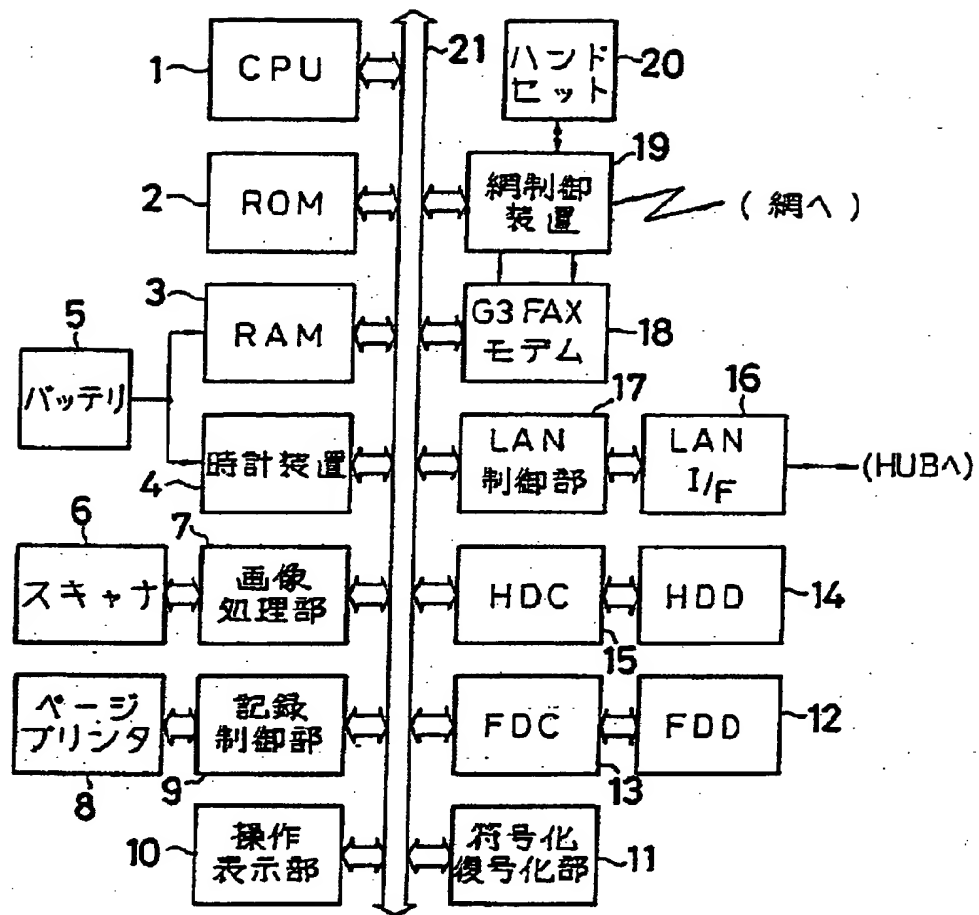 1
CPU
21
ハンド
セット
20
2
ROM
網制御
装置
19
(網へ)
3
RAM
G3 FAX
モデム
18
5
バッテリ
4
時計装置
17
LAN
制御部
16
LAN
I/F
(HUBへ)
6
スキャナ
7
画像
処理部
HDC
15
HDD
14
ページ
プリンタ
8
記録
制御部
9
FDC
13
FDD
12
10
操作
表示部
符号化
復号化部
11